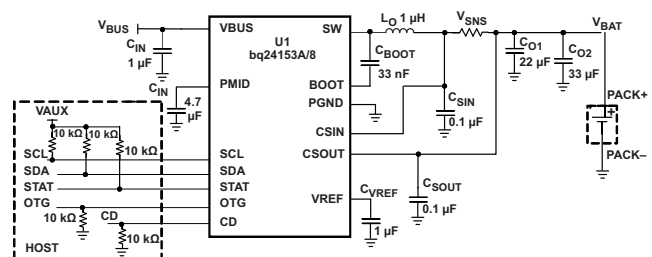 VBUS
CIN
1 µF
CIN
4.7
µF
VAUX
10 kΩ
10 kΩ
10 kΩ
SCL
SDA
STAT
OTG
10 kΩ
CD
10 kΩ
HOST
VBUS
PMID
SCL
SDA
STAT
OTG
CD
U1
bq24153A/8
SW
BOOT
PGND
CSIN
CSOUT
VREF
LO 1 µH
CBOOT
33 nF
VSNS
CSIN
0.1 µF
CSOUT
0.1 µF
CVREF
1 µF
CO1
22 µF
CO2
33 µF
VBAT
PACK+
+
PACK–